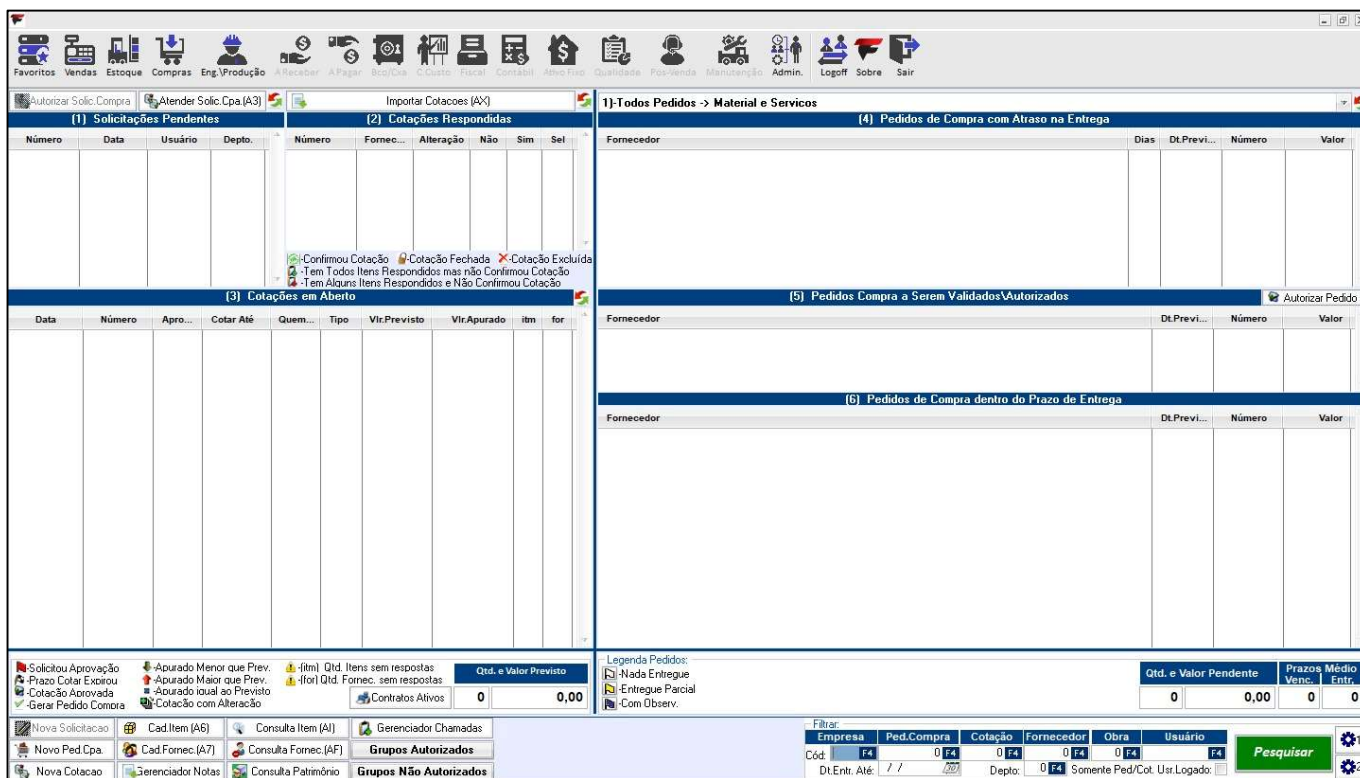 Favoritos Vendas Estoque Compras Eng.\Produção A Receber A Pagar Bco/Cxa C.Custo Fiscal Contábil Ativo Fixo Qualidade Pos-Venda Manutenção Admin. Logoff Sobre Sair
Autorizar Solic.Compra Atender Solic.Cpa.(A3) Importar Cotacoes (AX) 1)-Todos Pedidos -> Material e Servicos
(1) Solicitações Pendentes (2) Cotações Respondidas (4) Pedidos de Compra com Atraso na Entrega
Número Data Usuário Depto. Número Fornec... Alteração Não Sim Sel Fornecedor Dias Dt.Previ... Número Valor
-Confirmou Cotação -Cotação Fechada -Cotação Excluída
-Tem Todos Itens Respondidos mas não Confirmou Cotação
-Tem Alguns Itens Respondidos e Não Confirmou Cotação
(3) Cotações em Aberto (5) Pedidos Compra a Serem Validados\Autorizados Autorizar Pedido
Data Número Apro... Cotar Até Quem... Tipo Vlr.Previsto Vlr.Apurado itm for Fornecedor Dt.Previ... Número Valor
(6) Pedidos de Compra dentro do Prazo de Entrega
Fornecedor Dt.Previ... Número Valor
-Solicitou Aprovação -Apurado Menor que Prev. -(itm) Qtd. Itens sem respostas Qtd. e Valor Previsto Legenda Pedidos: Qtd. e Valor Pendente Prazos Médio
-Prazo Cotar Expirou -Apurado Maior que Prev. -(for) Qtd. Fornec. sem respostas -Nada Entregue Venc. Entr.
-Cotacão Aprovada -Apurado igual ao Previsto Contratos Ativos 0 0,00 -Entregue Parcial 0 0,00 0 0
-Gerar Pedido Compra -Cotacão com Alteracão -Com Observ.
Nova Solicitacao Cad.Item (A6) Consulta Item (AI) Gerenciador Chamadas Filtrar:
Empresa Ped.Compra Cotação Fornecedor Obra Usuário
Novo Ped.Cpa. Cad.Fornec.(A7) Consulta Fornec.(AF) Grupos Autorizados Cód: F4 0 F4 0 F4 0 F4 0 F4 F4 Pesquisar
Nova Cotacao Gerenciador Notas Consulta Patrimônio Grupos Não Autorizados Dt.Entr. Até: / / Depto: 0 F4 Somente Ped/Cot. Usr.Logado: